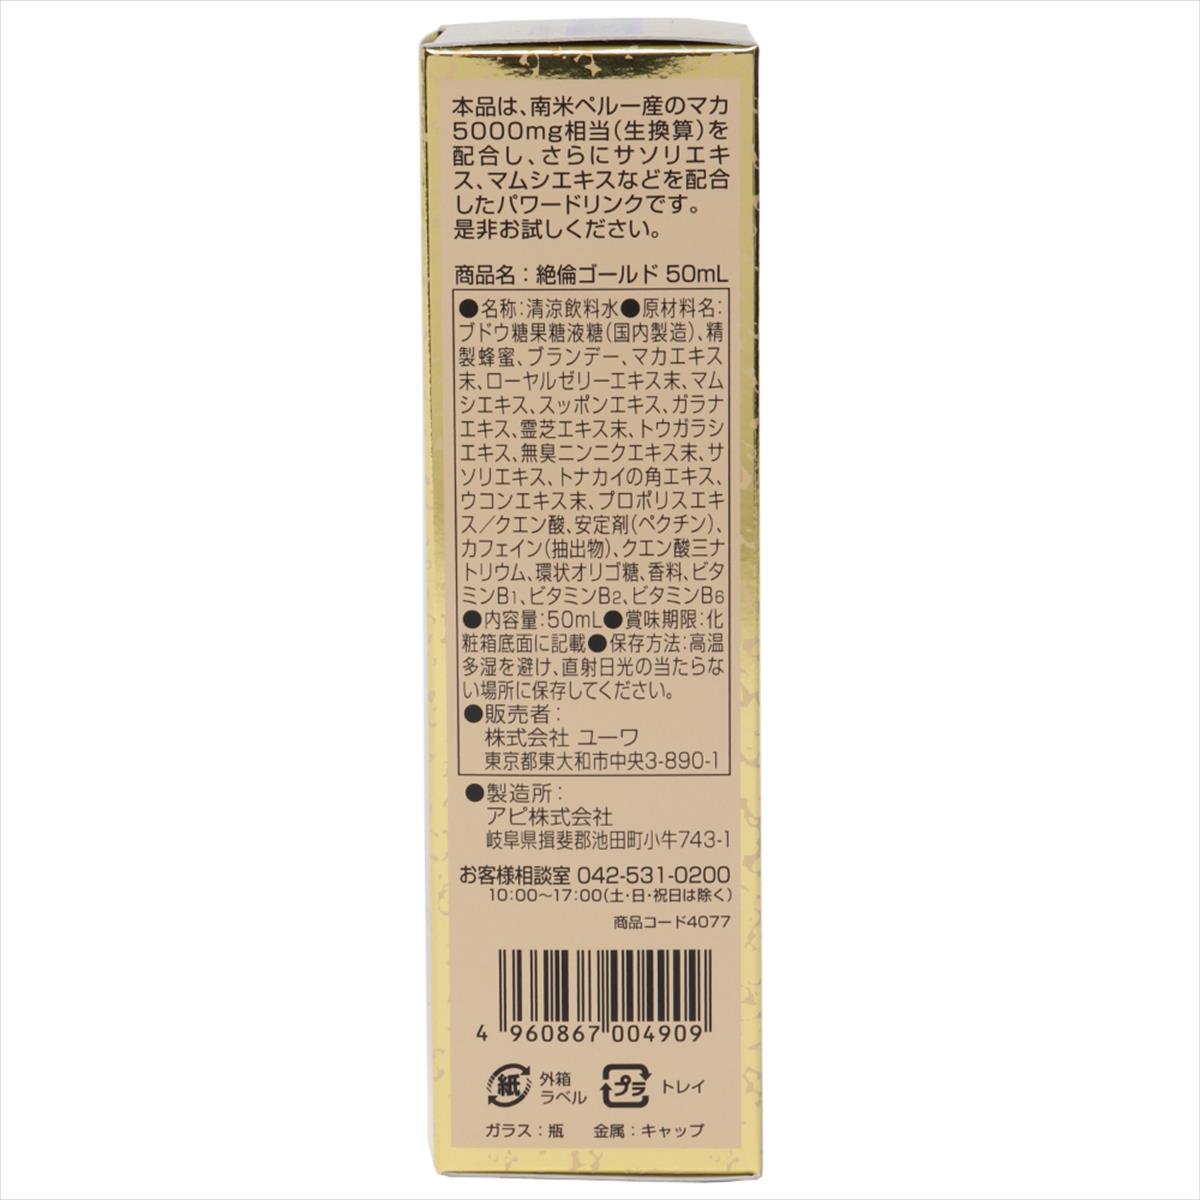 本品は、南米ペルー産のマカ
5000mg相当(生換算)を
配合し、さらにサソリエキ
ス、マムシエキスなどを配合
したパワードリンクです。
是非お試しください。
商品名:絶倫ゴールド 50mL
●名称:清涼飲料水●原材料名:
ブドウ糖果糖液糖(国内製造)、精
製蜂蜜、ブランデー、マカエキス
末、ローヤルゼリーエキス末、マム
シエキス、スッポンエキス、ガラナ
エキス、霊芝エキス末、トウガラシ
エキス、無臭ニンニクエキス末、サ
ソリエキス、トナカイの角エキス、
ウコンエキス末、プロポリスエキ
ス/クエン酸、安定剤(ペクチン)、
カフェイン(抽出物)、クエン酸三ナ
トリウム、環状オリゴ糖、香料、ビタ
ミンB1、ビタミンB2、ビタミンB6
●内容量:50mL●賞味期限:化
粧箱底面に記載●保存方法:高温
多湿を避け、直射日光の当たらな
い場所に保存してください。
●販売者:
株式会社 ユーワ
東京都東大和市中央3-890-1
●製造所:
アピ株式会社
岐阜県揖斐郡池田町小牛743-1
お客様相談室 042-531-0200
10:00〜17:00(土・日・祝日は除く)
商品コード4077
4 960867 004909
紙 外箱
ラベル
プラ トレイ
ガラス:瓶 金属:キャップ